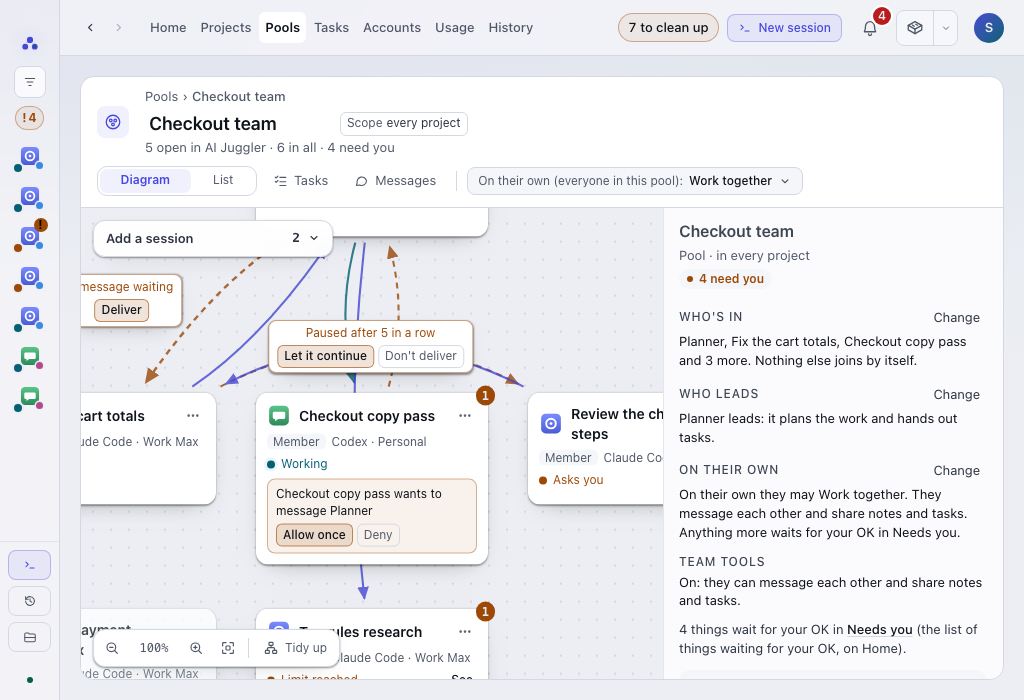 Home Projects Pools Tasks Accounts Usage History
7 to clean up
New session
4
S
! 4
!
Pools › Checkout team
Checkout team
Scope every project
5 open in AI Juggler · 6 in all · 4 need you
Diagram List Tasks Messages
On their own (everyone in this pool): Work together
Add a session 2
message waiting
Deliver
Paused after 5 in a row
Let it continue Don't deliver
cart totals
Work Max
1
Checkout copy pass
Member Codex · Personal
Working
Checkout copy pass wants to
message Planner
Allow once Deny
Review the ch
steps
Member Claude Co
Asks you
1
rules research
Work Max
Code · Work Max
100% Tidy up
Checkout team
Pool · in every project
4 need you
WHO'S IN Change
Planner, Fix the cart totals, Checkout copy pass
and 3 more. Nothing else joins by itself.
WHO LEADS Change
Planner leads: it plans the work and hands out
tasks.
ON THEIR OWN Change
On their own they may Work together. They
message each other and share notes and tasks.
Anything more waits for your OK in Needs you.
TEAM TOOLS
On: they can message each other and share notes
and tasks.
4 things wait for your OK in Needs you (the list of
things waiting for your OK, on Home).